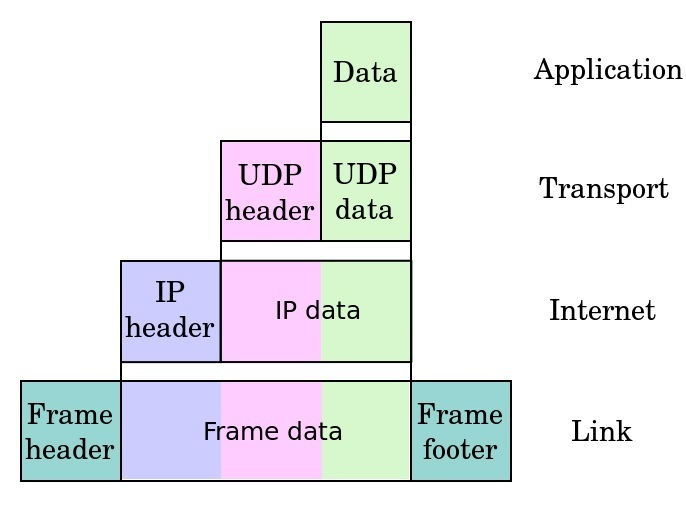 Data
Application
UDP
header
UDP
data
Transport
IP
header
IP data
Internet
Frame
header
Frame data
Frame
footer
Link